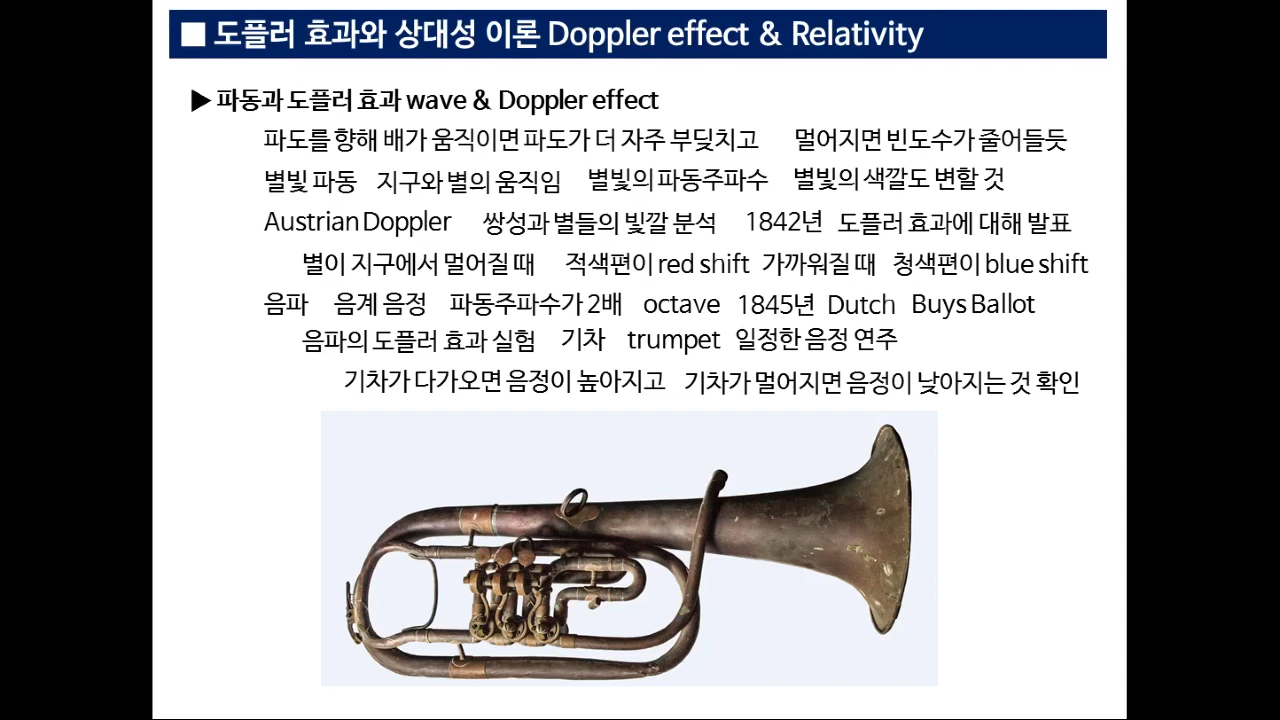 ■ 도플러 효과와 상대성 이론 Doppler effect & Relativity
▶ 파동과 도플러 효과 wave & Doppler effect
파도를 향해 배가 움직이면 파도가 더 자주 부딪치고 멀어지면 빈도수가 줄어들듯
별빛 파동 지구와 별의 움직임 별빛의 파동주파수 별빛의 색깔도 변할 것
Austrian Doppler 쌍성과 별들의 빛깔 분석 1842년 도플러 효과에 대해 발표
별이 지구에서 멀어질 때 적색편이 red shift 가까워질 때 청색편이 blue shift
음파 음계 음정 파동주파수가 2배 octave 1845년 Dutch Buys Ballot
음파의 도플러 효과 실험 기차 trumpet 일정한 음정 연주
기차가 다가오면 음정이 높아지고 기차가 멀어지면 음정이 낮아지는 것 확인